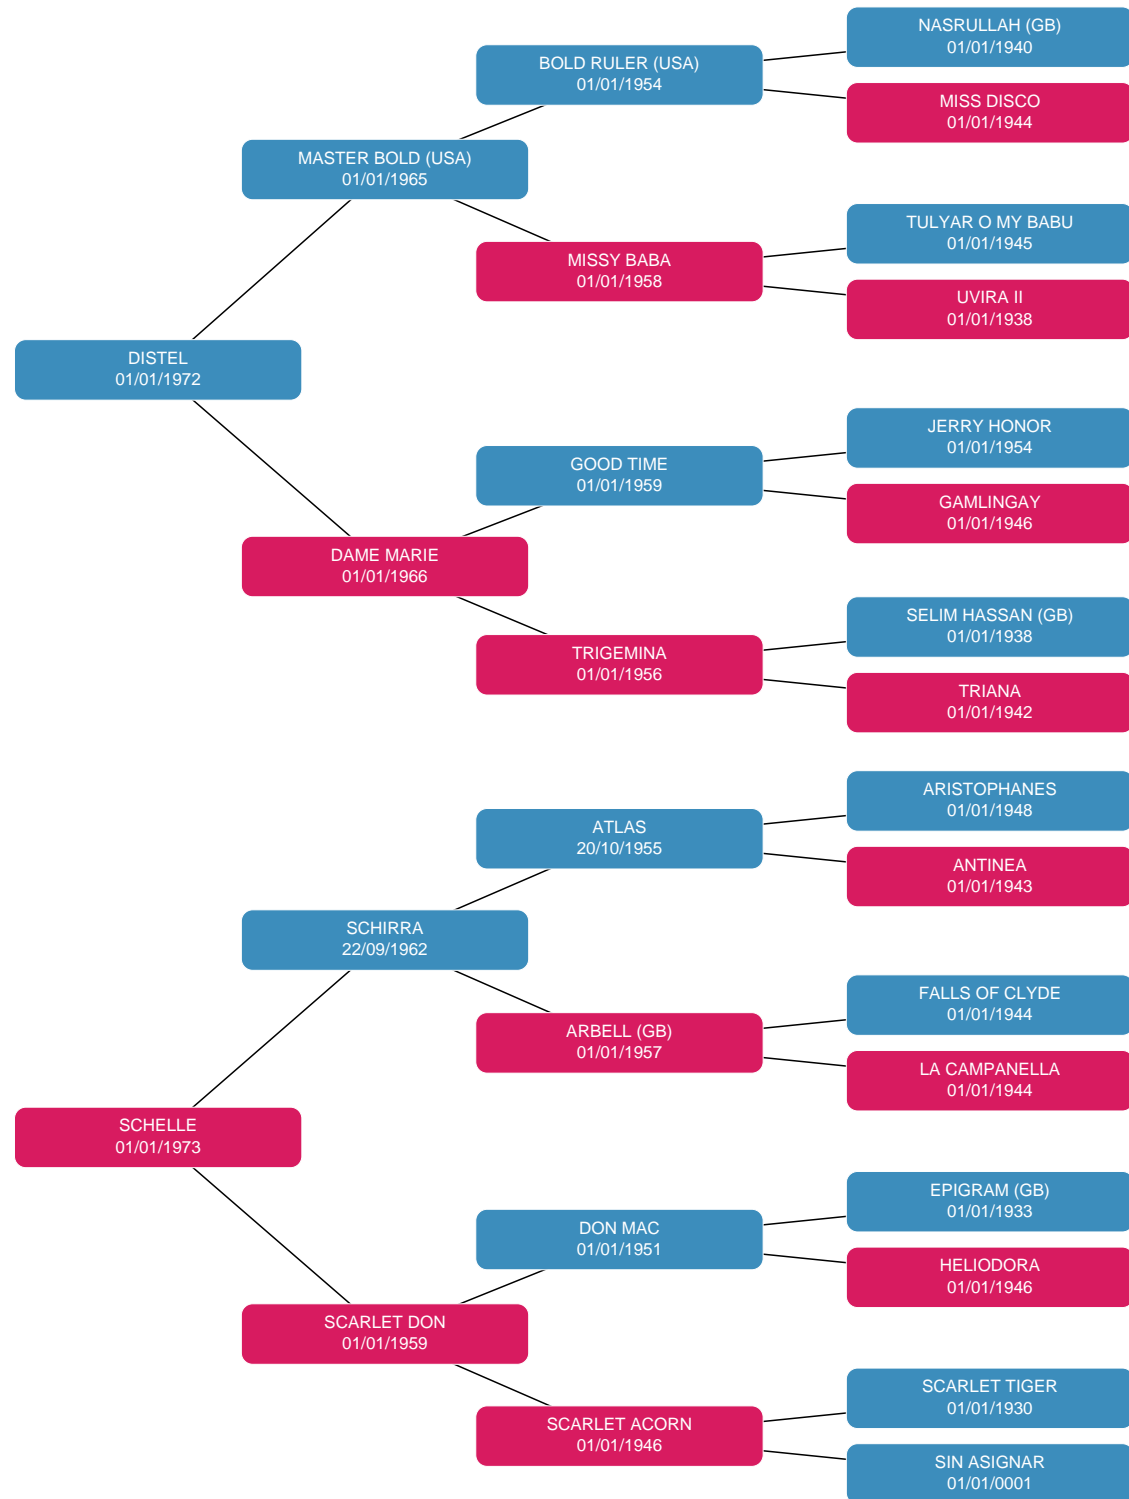 NASRULLAH (GB)
01/01/1940
BOLD RULER (USA)
01/01/1954
MISS DISCO
01/01/1944
MASTER BOLD (USA)
01/01/1965
TULYAR O MY BABU
01/01/1945
MISSY BABA
01/01/1958
UVIRA II
01/01/1938
DISTEL
01/01/1972
JERRY HONOR
01/01/1954
GOOD TIME
01/01/1959
GAMLINGAY
01/01/1946
DAME MARIE
01/01/1966
SELIM HASSAN (GB)
01/01/1938
TRIGEMINA
01/01/1956
TRIANA
01/01/1942
ARISTOPHANES
01/01/1948
ATLAS
20/10/1955
ANTINEA
01/01/1943
SCHIRRA
22/09/1962
FALLS OF CLYDE
01/01/1944
ARBELL (GB)
01/01/1957
LA CAMPANELLA
01/01/1944
SCHELLE
01/01/1973
EPIGRAM (GB)
01/01/1933
DON MAC
01/01/1951
HELIODORA
01/01/1946
SCARLET DON
01/01/1959
SCARLET TIGER
01/01/1930
SCARLET ACORN
01/01/1946
SIN ASIGNAR
01/01/0001